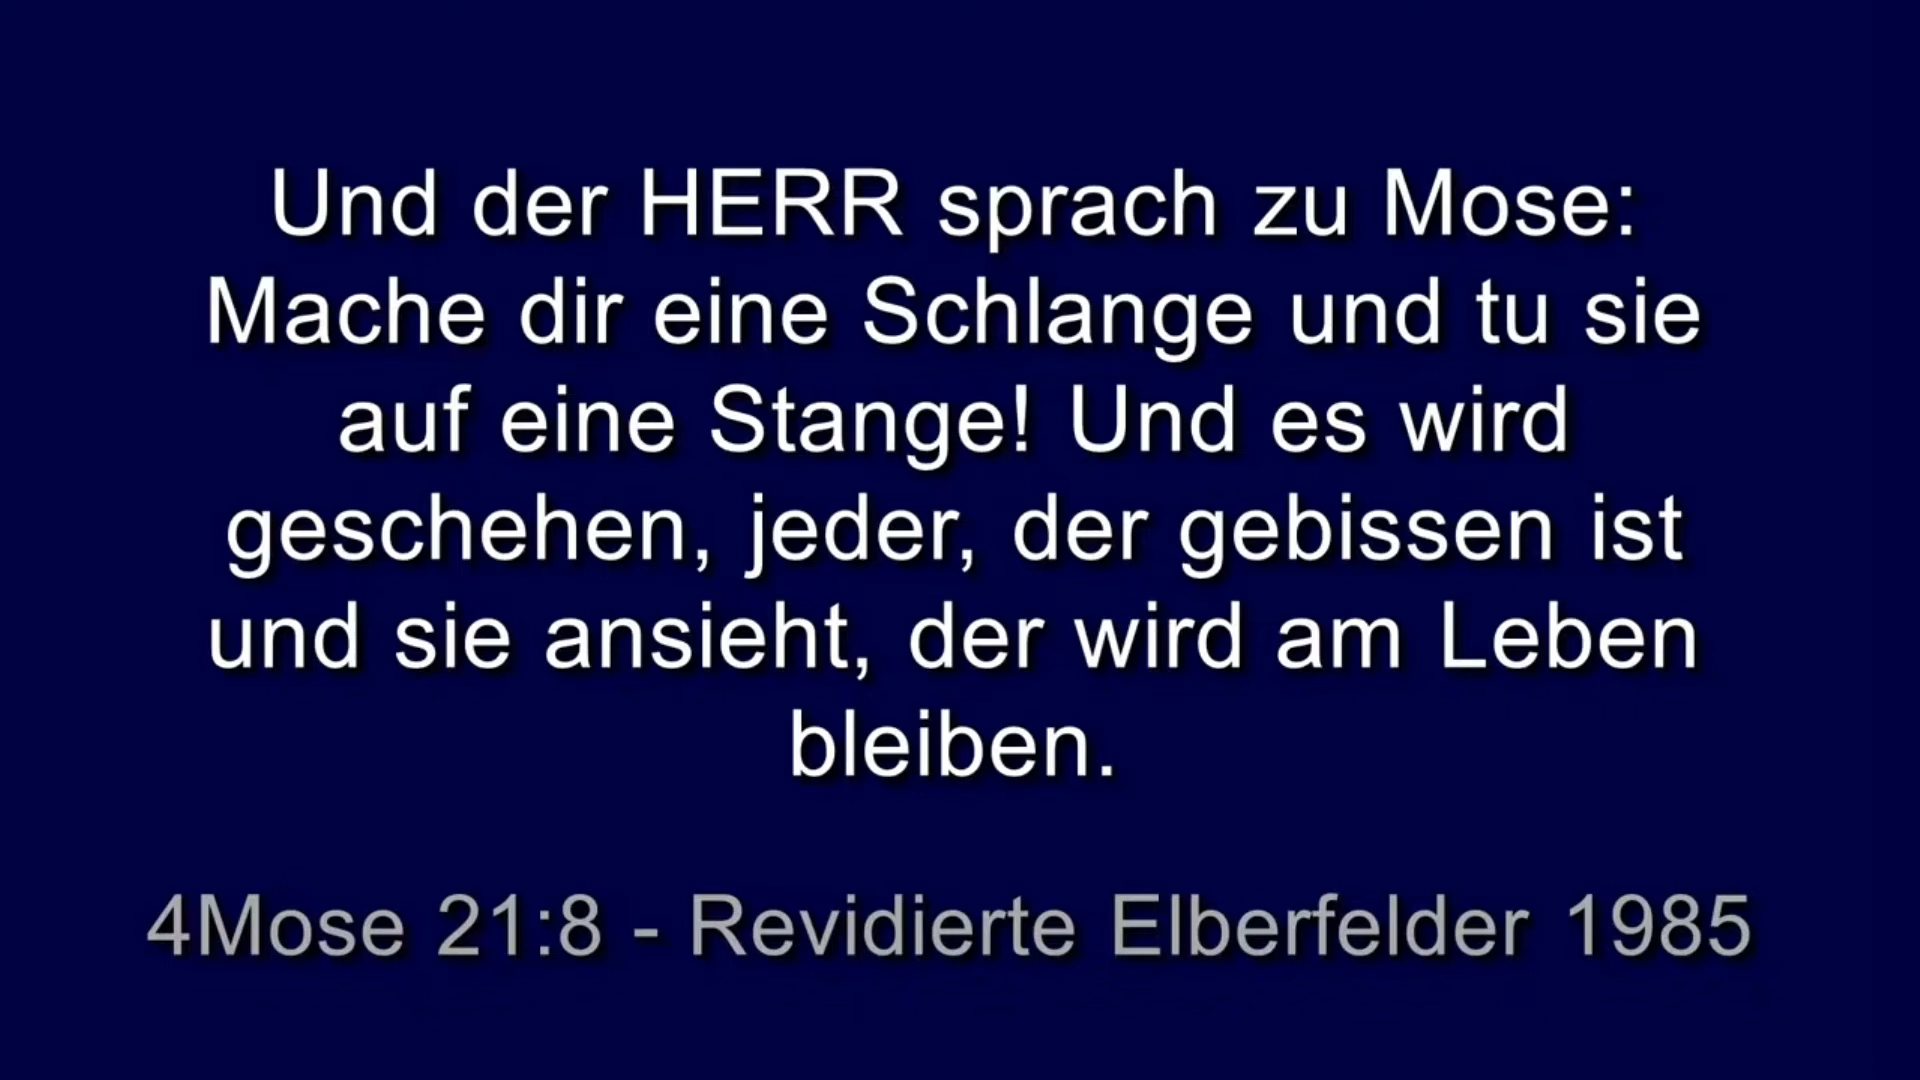 Und der HERR sprach zu Mose:
Mache dir eine Schlange und tu sie
auf eine Stange! Und es wird
geschehen, jeder, der gebissen ist
und sie ansieht, der wird am Leben
bleiben.
4Mose 21:8 - Revidierte Elberfelder 1985